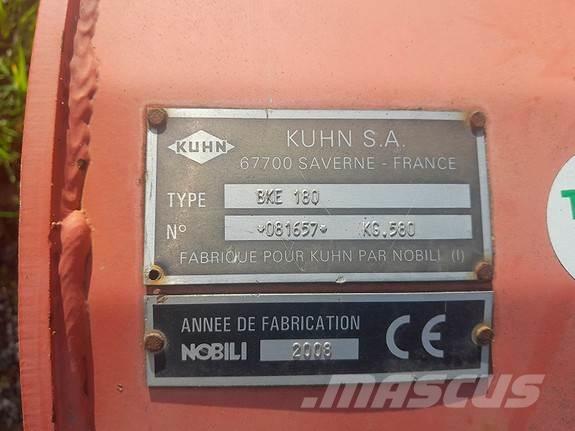 KUHN
KUHN S.A.
67700 SAVERNE - FRANCE
TYPE BKE 180
N° *081657* KG.580
FABRIQUE POUR KUHN PAR NOBILI (I)
ANNEE DE FABRICATION
NOBILI 2008 CE
MASCUS